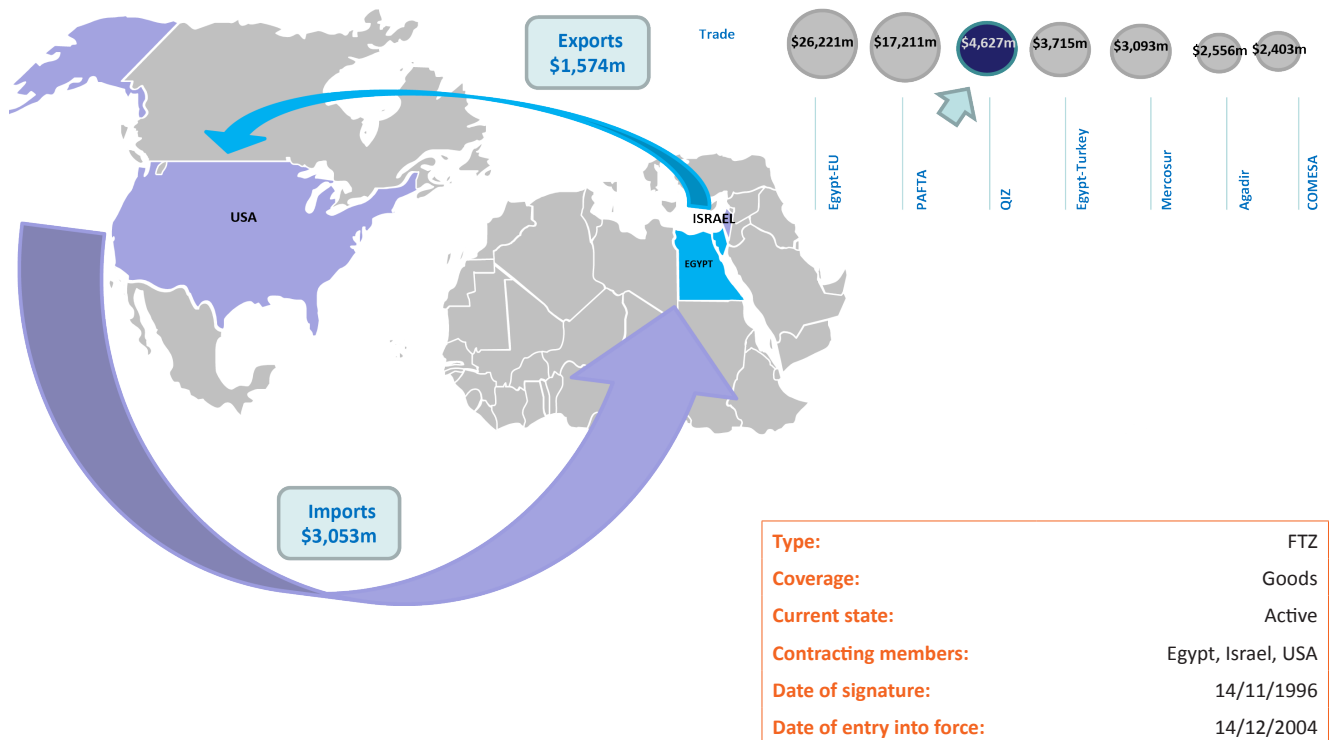 Exports
$1,574m
Trade
$26,221m
$17,211m
$4,627m
$3,715m
$3,093m
$2,556m
$2,403m
Egypt-EU
PAFTA
QIZ
Egypt-Turkey
Mercosur
Agadir
COMESA
USA
ISRAEL
EGYPT
Imports
$3,053m
Type: FTZ
Coverage: Goods
Current state: Active
Contracting members: Egypt, Israel, USA
Date of signature: 14/11/1996
Date of entry into force: 14/12/2004